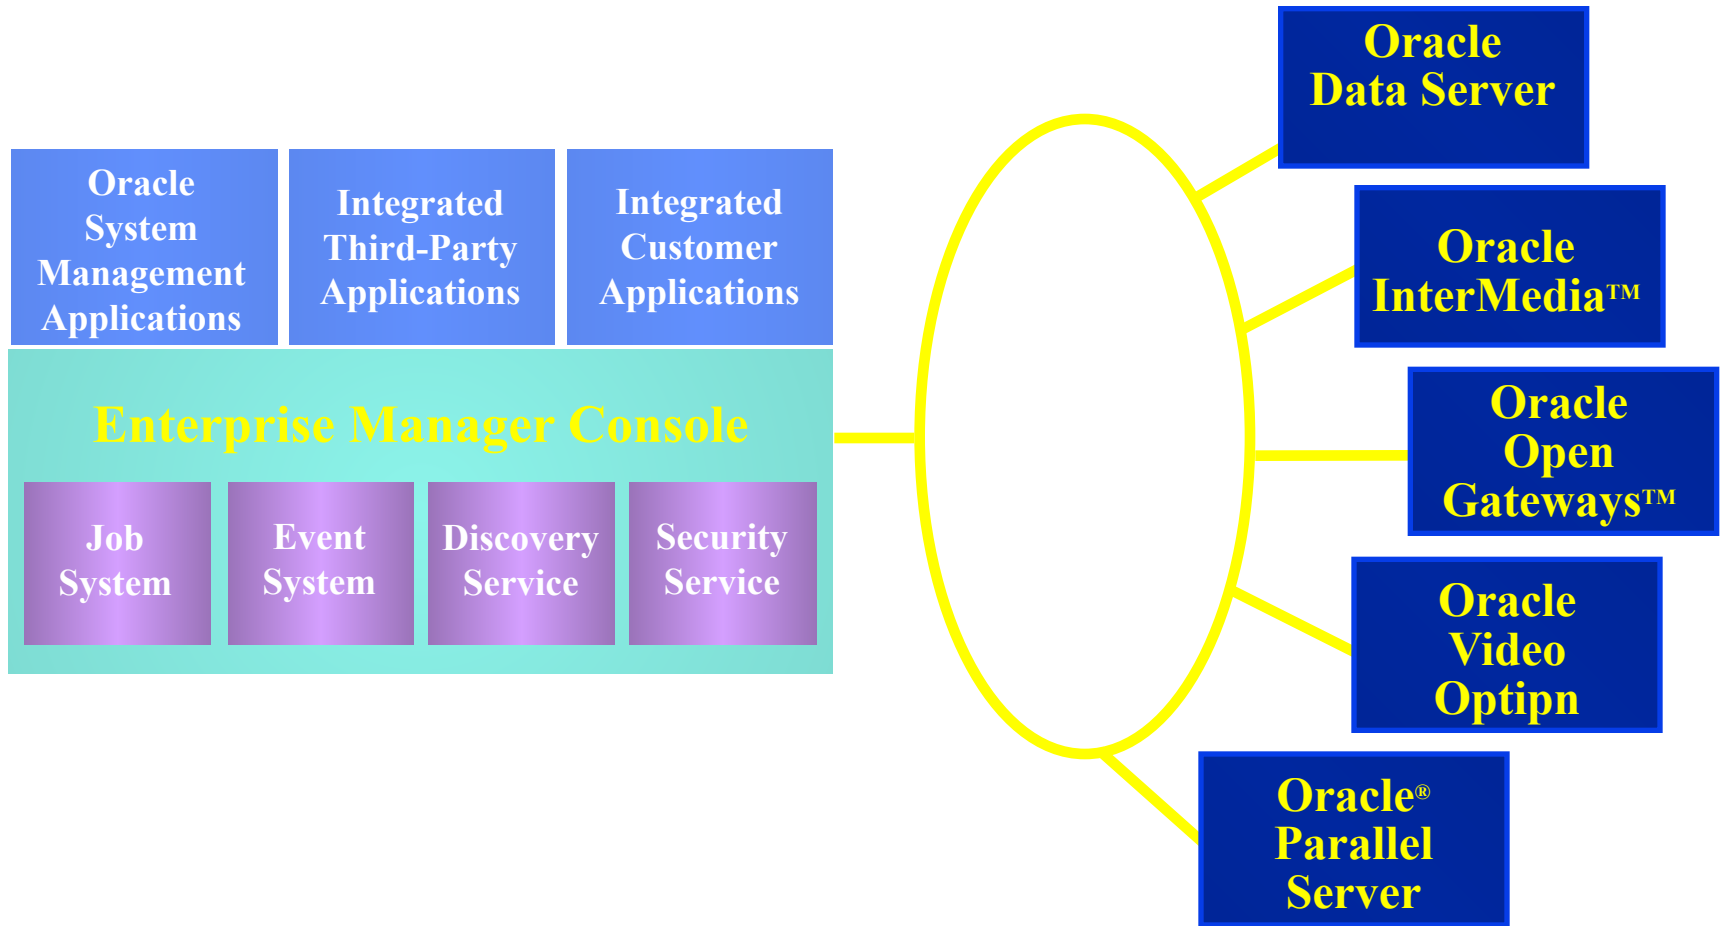 Oracle
System
Management
Applications
Integrated
Third-Party
Applications
Integrated
Customer
Applications
Enterprise Manager Console
Job
System
Event
System
Discovery
Service
Security
Service
Oracle
Data Server
Oracle
InterMedia™
Oracle
Open
Gateways™
Oracle
Video
Optipn
Oracle®
Parallel
Server